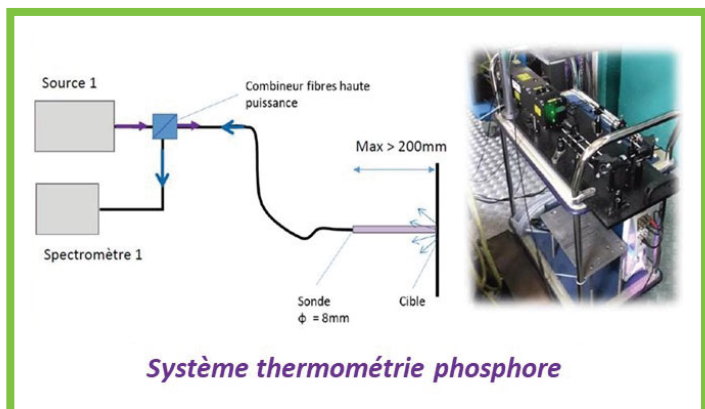 Source 1
Combineur fibres haute
puissance
Max > 200mm
Spectromètre 1
Sonde
ϕ = 8mm
Cible
Système thermométrie phosphore